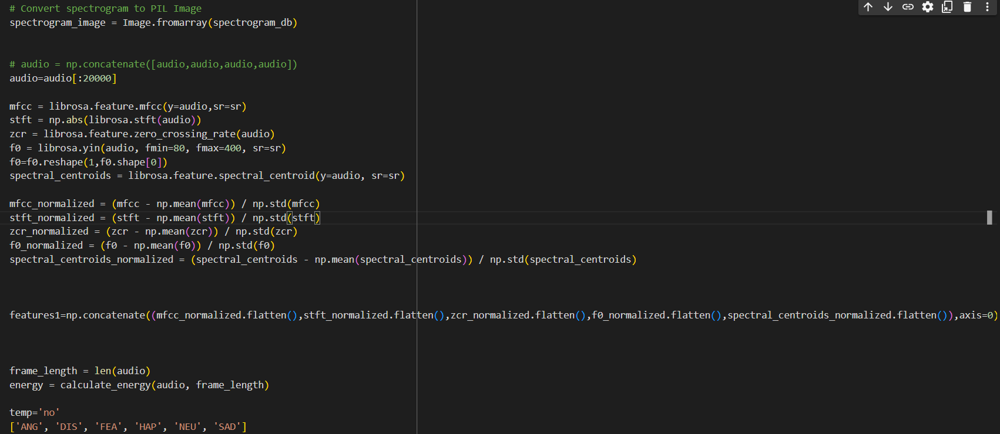 # Convert spectrogram to PIL Image
spectrogram_image = Image.fromarray(spectrogram_db)
# audio = np.concatenate([audio,audio,audio,audio])
audio=audio[:20000]
mfcc = librosa.feature.mfcc(y=audio,sr=sr)
stft = np.abs(librosa.stft(audio))
zcr = librosa.feature.zero_crossing_rate(audio)
f0 = librosa.yin(audio, fmin=80, fmax=400, sr=sr)
f0=f0.reshape(1,f0.shape[0])
spectral_centroids = librosa.feature.spectral_centroid(y=audio, sr=sr)
mfcc_normalized = (mfcc - np.mean(mfcc)) / np.std(mfcc)
stft_normalized = (stft - np.mean(stft)) / np.std(stft)
zcr_normalized = (zcr - np.mean(zcr)) / np.std(zcr)
f0_normalized = (f0 - np.mean(f0)) / np.std(f0)
spectral_centroids_normalized = (spectral_centroids - np.mean(spectral_centroids)) / np.std(spectral_centroids)
features1=np.concatenate((mfcc_normalized.flatten(),stft_normalized.flatten(),zcr_normalized.flatten(),f0_normalized.flatten(),spectral_centroids_normalized.flatten()),axis=0)
frame_length = len(audio)
energy = calculate_energy(audio, frame_length)
temp='no'
['ANG', 'DIS', 'FEA', 'HAP', 'NEU', 'SAD']